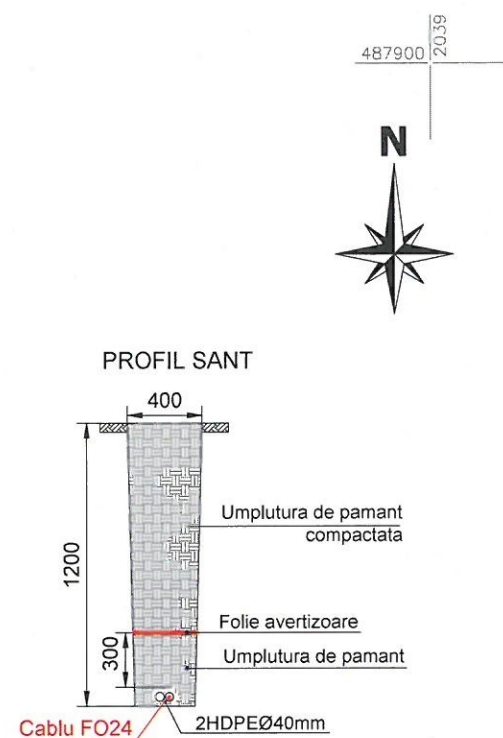 487900
2039
N
PROFIL SANT
400
1200
Umplutura de pamant
compactata
Folie avertizoare
300
Umplutura de pamant
Cablu FO24
2HDPEØ40mm